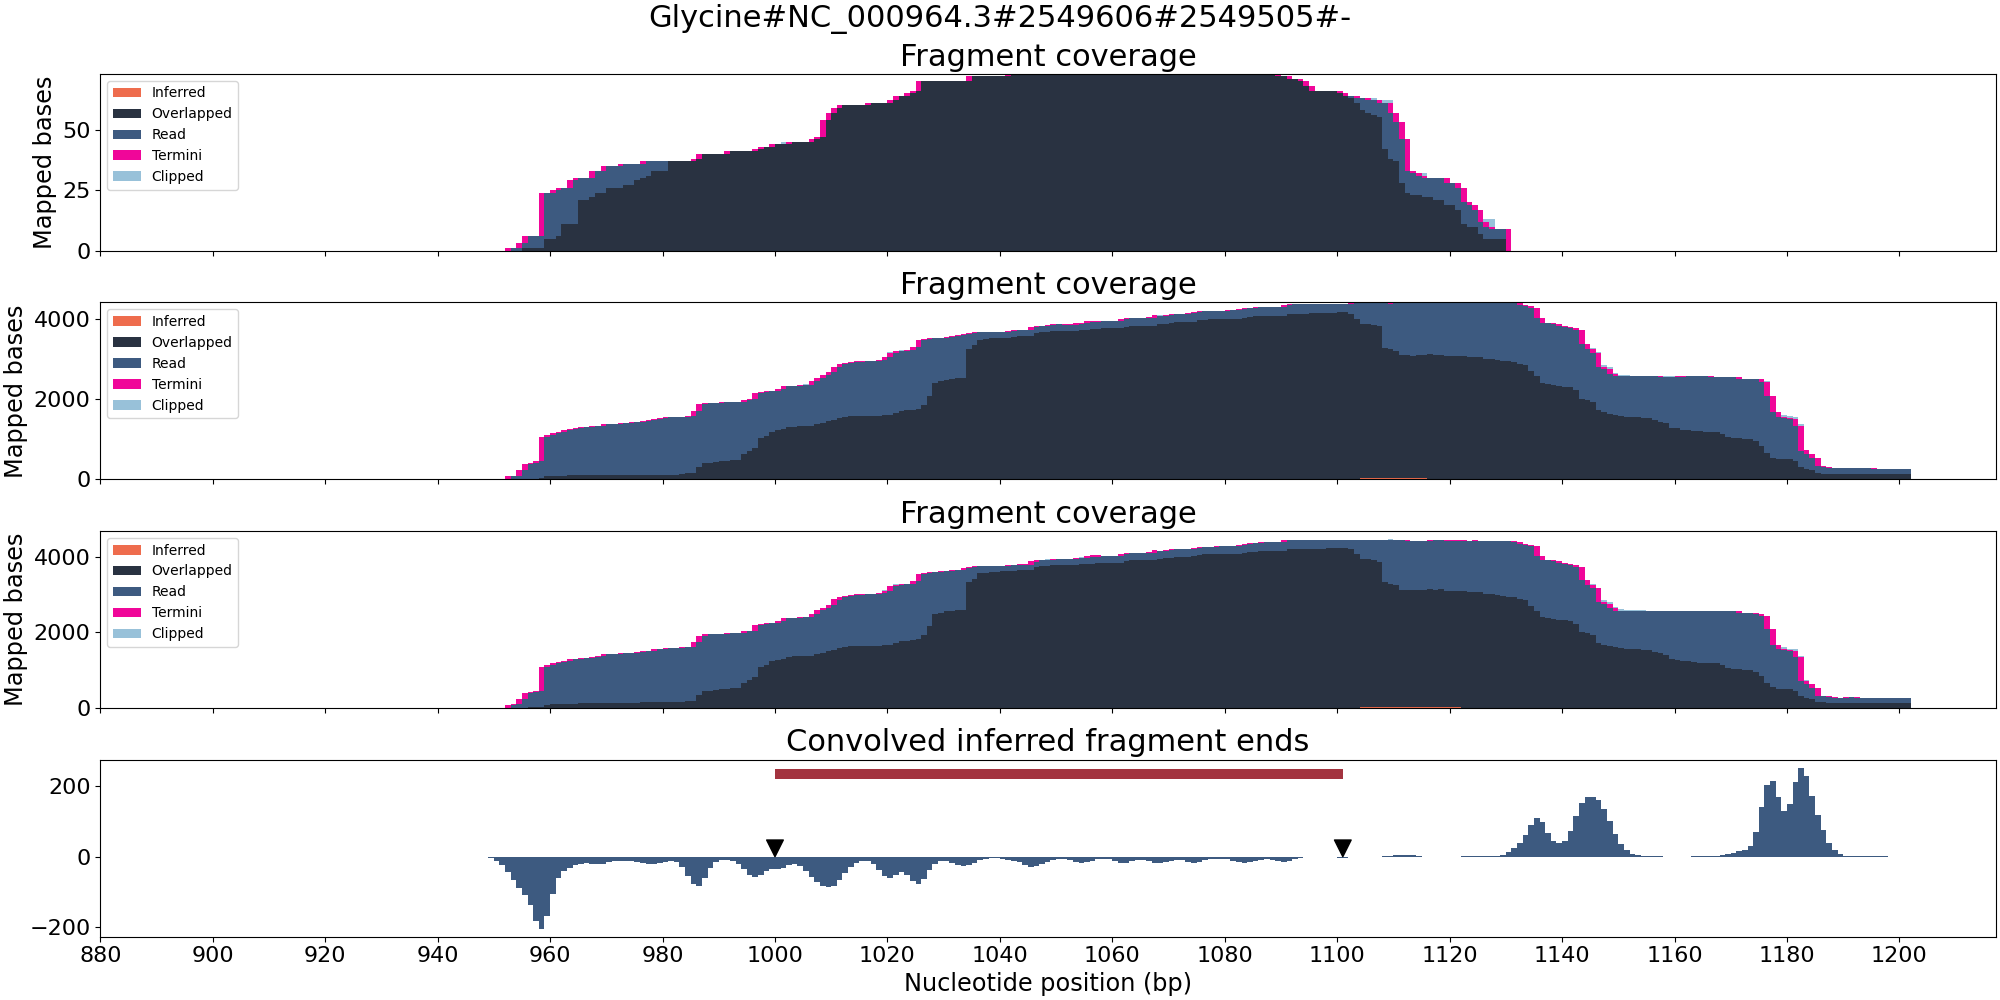 Glycine#NC_000964.3#2549606#2549505#-
Fragment coverage
Mapped bases
50
25
0
Inferred
Overlapped
Read
Termini
Clipped
Fragment coverage
Mapped bases
4000
2000
0
Inferred
Overlapped
Read
Termini
Clipped
Fragment coverage
Mapped bases
4000
2000
0
Inferred
Overlapped
Read
Termini
Clipped
Convolved inferred fragment ends
200
0
−200
880 900 920 940 960 980 1000 1020 1040 1060 1080 1100 1120 1140 1160 1180 1200
Nucleotide position (bp)